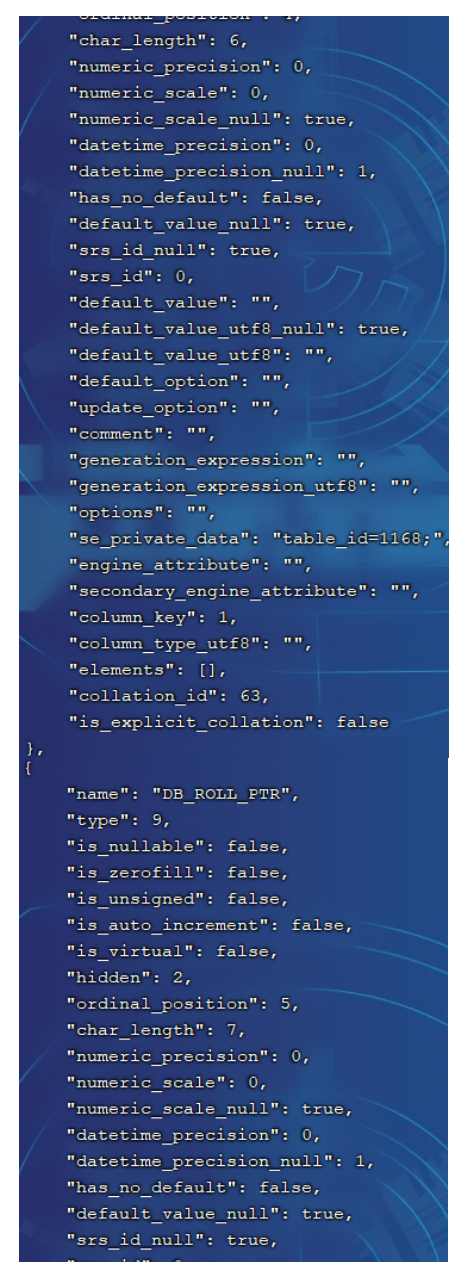 "ordinal_position": 4,
"char_length": 6,
"numeric_precision": 0,
"numeric_scale": 0,
"numeric_scale_null": true,
"datetime_precision": 0,
"datetime_precision_null": 1,
"has_no_default": false,
"default_value_null": true,
"srs_id_null": true,
"srs_id": 0,
"default_value": "",
"default_value_utf8_null": true,
"default_value_utf8": "",
"default_option": "",
"update_option": "",
"comment": "",
"generation_expression": "",
"generation_expression_utf8": "",
"options": "",
"se_private_data": "table_id=1168;",
"engine_attribute": "",
"secondary_engine_attribute": "",
"column_key": 1,
"column_type_utf8": "",
"elements": [],
"collation_id": 63,
"is_explicit_collation": false
},
{
"name": "DB_ROLL_PTR",
"type": 9,
"is_nullable": false,
"is_zerofill": false,
"is_unsigned": false,
"is_auto_increment": false,
"is_virtual": false,
"hidden": 2,
"ordinal_position": 5,
"char_length": 7,
"numeric_precision": 0,
"numeric_scale": 0,
"numeric_scale_null": true,
"datetime_precision": 0,
"datetime_precision_null": 1,
"has_no_default": false,
"default_value_null": true,
"srs_id_null": true,